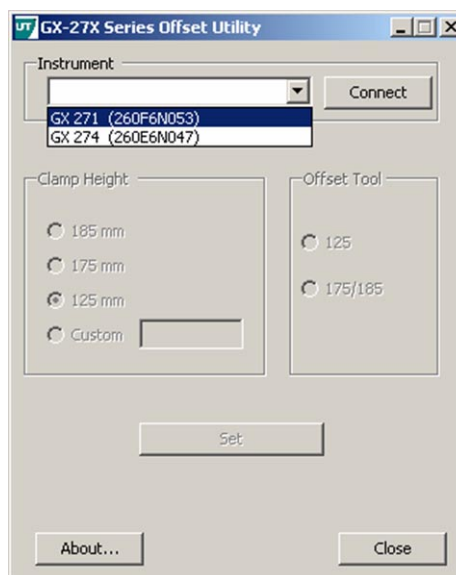 UT GX-27X Series Offset Utility
Instrument
Connect
GX 271 (260F6N053)
GX 274 (260E6N047)
Clamp Height
185 mm
175 mm
125 mm
Custom
Offset Tool
125
175/185
Set
About...
Close